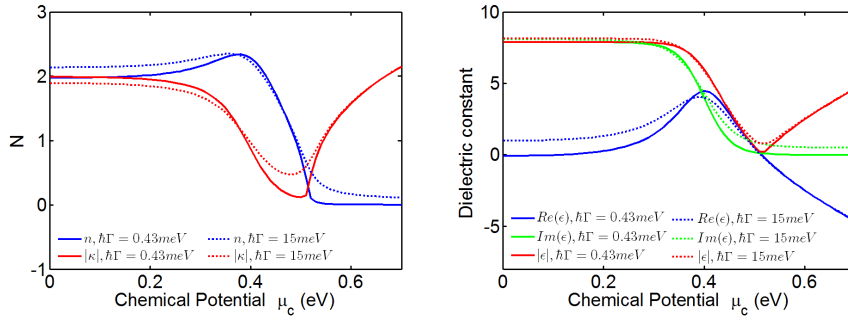 3
2
1
0
-1
N
0
0.2
0.4
0.6
Chemical Potential μc (eV)
n, ħΓ = 0.43meV
n, ħΓ = 15meV
|κ|, ħΓ = 0.43meV
|κ|, ħΓ = 15meV
10
5
0
-5
Dielectric constant
0
0.2
0.4
0.6
Chemical Potential μc (eV)
Re(ϵ), ħΓ = 0.43meV
Re(ϵ), ħΓ = 15meV
Im(ϵ), ħΓ = 0.43meV
Im(ϵ), ħΓ = 15meV
|ϵ|, ħΓ = 0.43meV
|ϵ|, ħΓ = 15meV